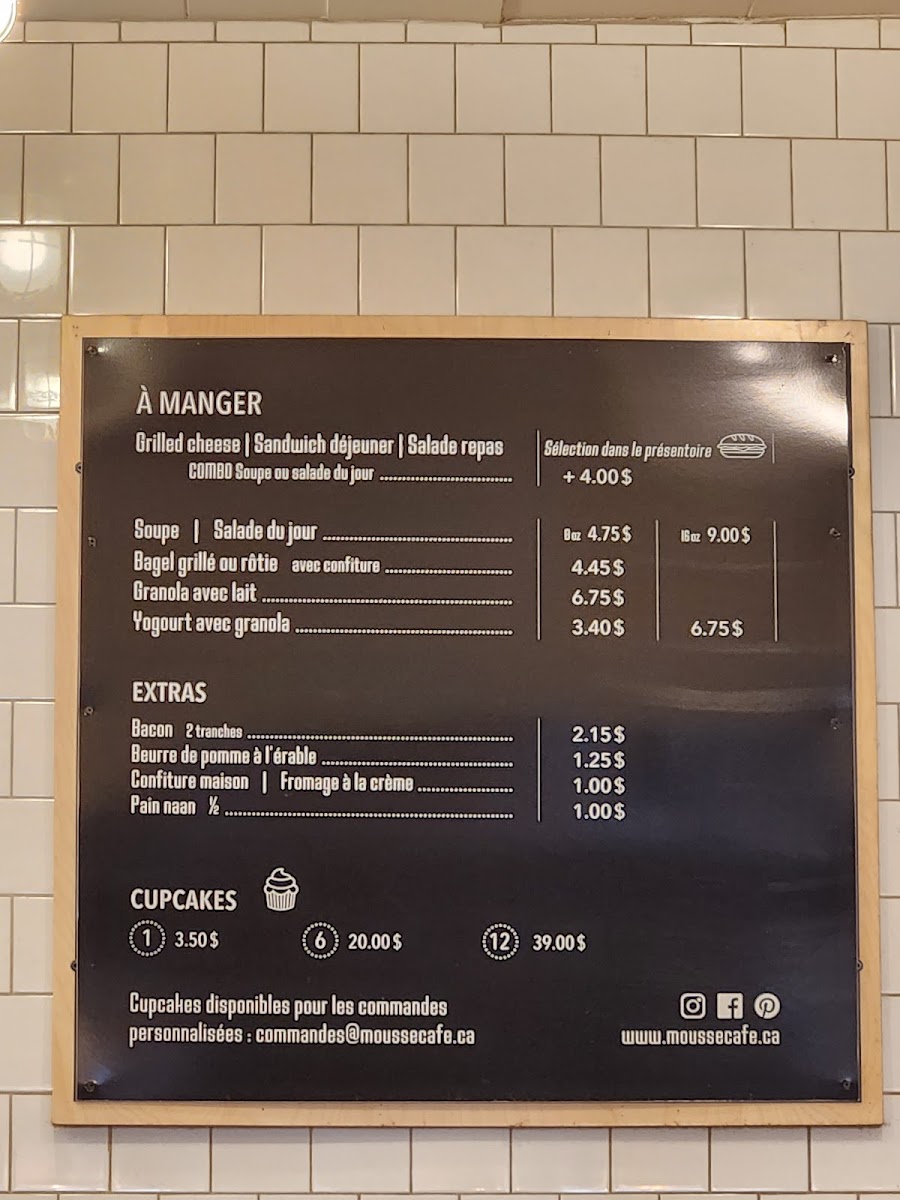 À MANGER
Grilled cheese | Sandwich déjeuner | Salade repas Sélection dans le présentoire
COMBO Soupe ou salade du jour + 4.00 $
Soupe | Salade du jour 8 oz 4.75 $ 16 oz 9.00 $
Bagel grillé ou rôtie avec confiture 4.45 $
Granola avec lait 6.75 $
Yogourt avec granola 3.40 $ 6.75 $
EXTRAS
Bacon 2 tranches 2.15 $
Beurre de pomme à l'érable 1.25 $
Confiture maison | Fromage à la crème 1.00 $
Pain naan ½ 1.00 $
CUPCAKES
1 3.50 $ 6 20.00 $ 12 39.00 $
Cupcakes disponibles pour les commandes
personnalisées : commandes@moussecafe.ca www.moussecafe.ca